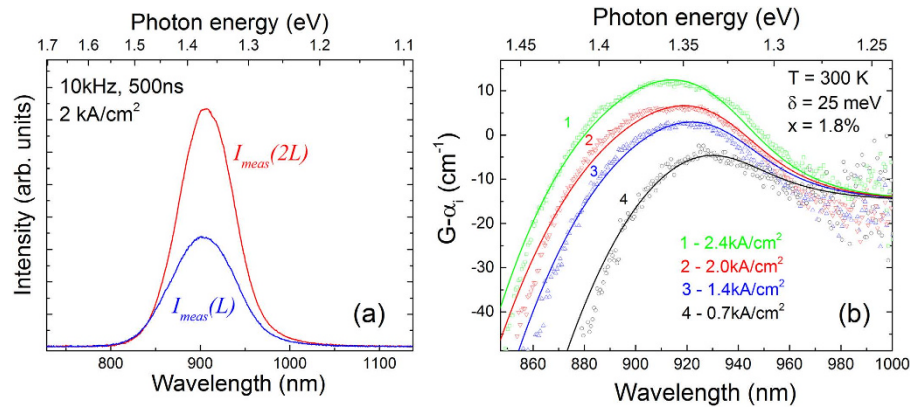 Photon energy (eV)
1.7 1.6 1.5 1.4 1.3 1.2 1.1
10kHz, 500ns
2 kA/cm²
I_meas(2L)
I_meas(L)
(a)
Intensity (arb. units)
800 900 1000 1100
Wavelength (nm)
Photon energy (eV)
1.45 1.4 1.35 1.3 1.25
10
0
-10
-20
-30
-40
G-α_i (cm⁻¹)
T = 300 K
δ = 25 meV
x = 1.8%
1
2
3
4
1 - 2.4kA/cm²
2 - 2.0kA/cm²
3 - 1.4kA/cm²
4 - 0.7kA/cm²
(b)
860 880 900 920 940 960 980 1000
Wavelength (nm)